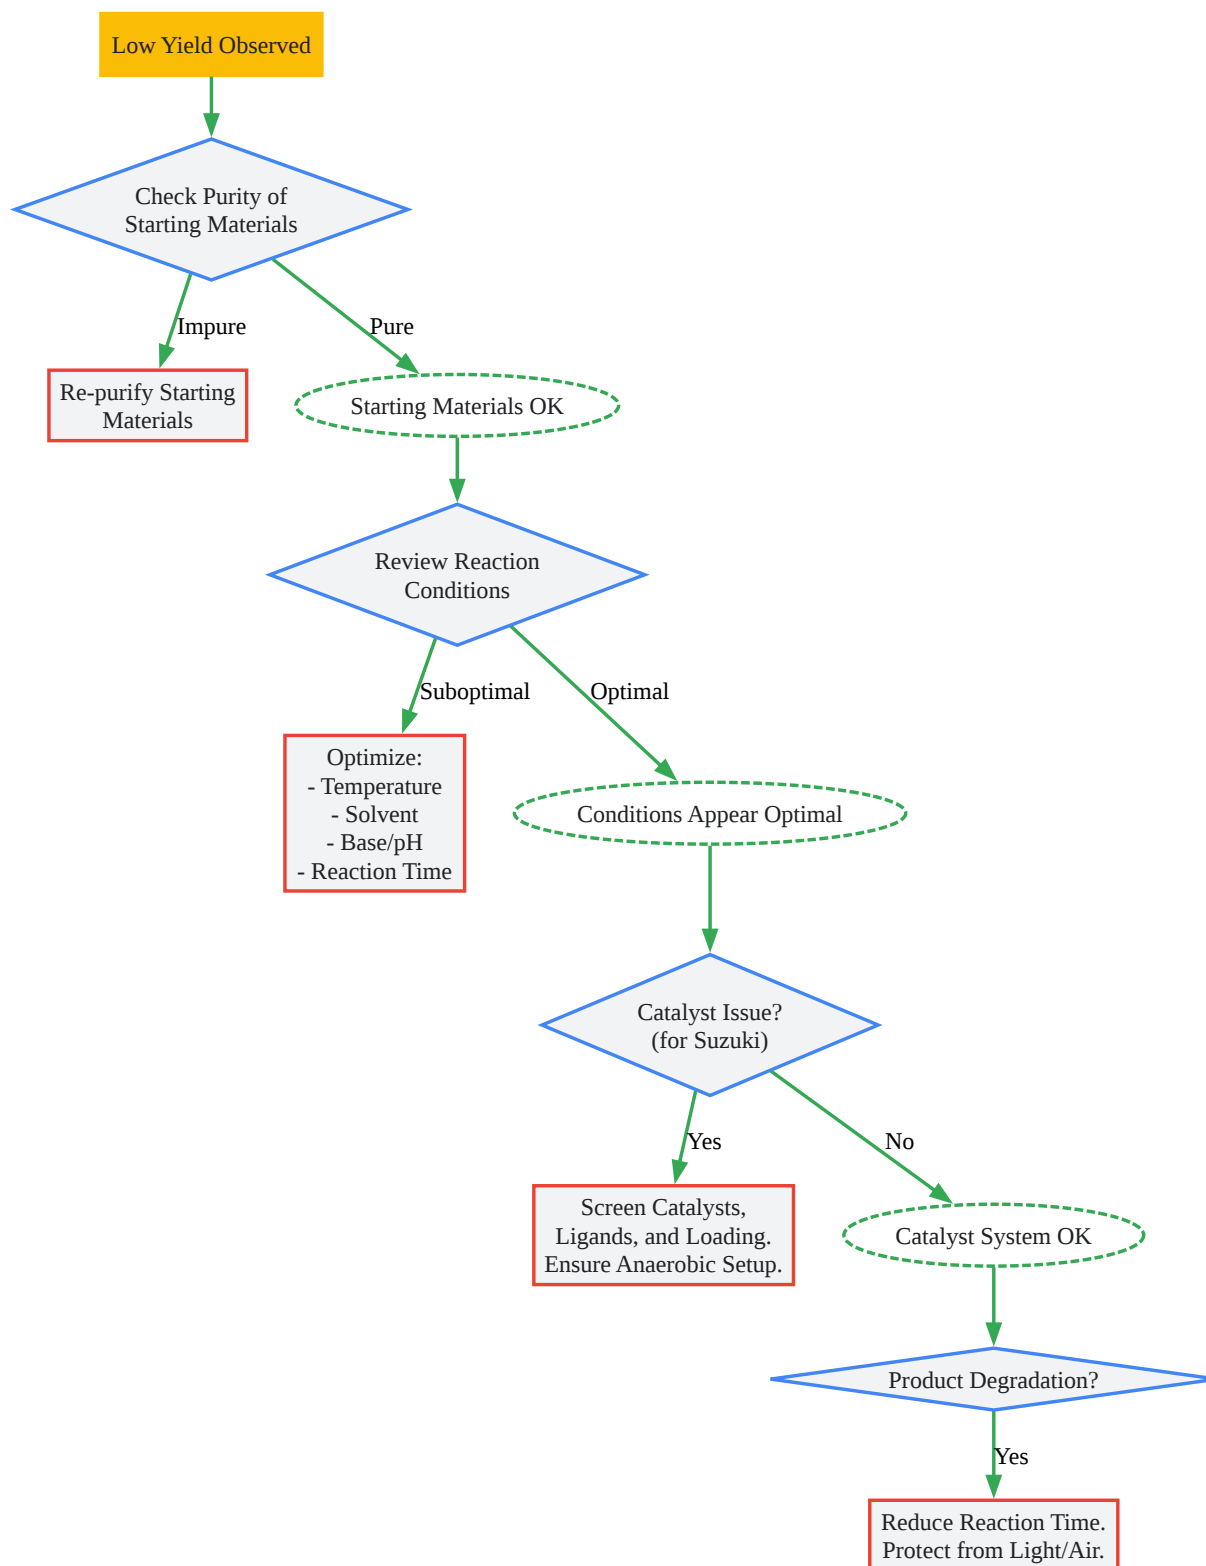 Low Yield Observed
Check Purity of
Starting Materials
Impure
Pure
Re-purify Starting
Materials
Starting Materials OK
Review Reaction
Conditions
Suboptimal
Optimal
Optimize:
- Temperature
- Solvent
- Base/pH
- Reaction Time
Conditions Appear Optimal
Catalyst Issue?
(for Suzuki)
Yes
No
Screen Catalysts,
Ligands, and Loading.
Ensure Anaerobic Setup.
Catalyst System OK
Product Degradation?
Yes
Reduce Reaction Time.
Protect from Light/Air.